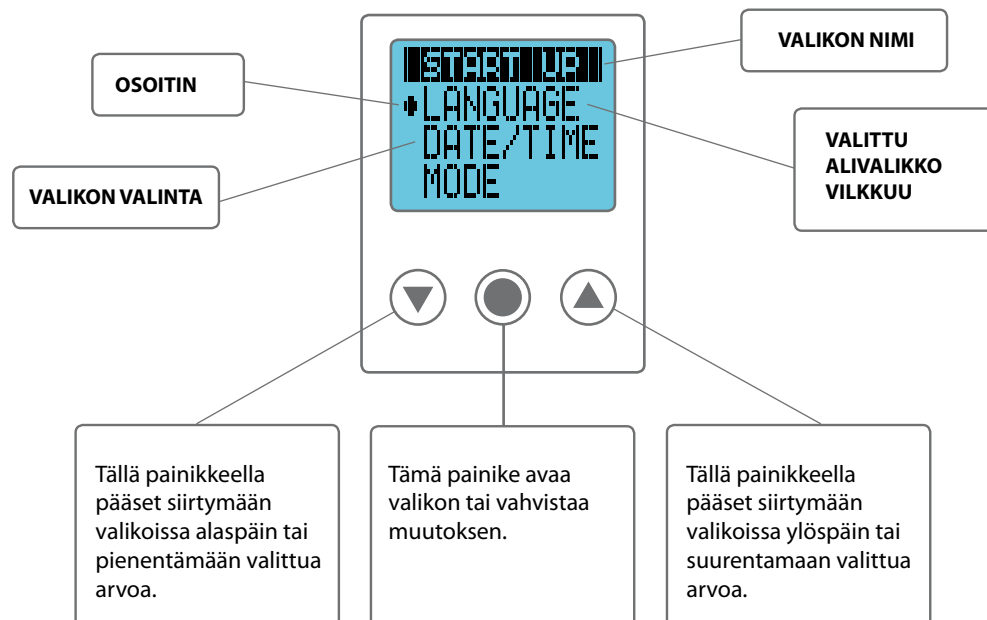 VALIKON NIMI
OSOITIN
START UP
LANGUAGE
DATE/TIME
MODE
VALITTU
ALIVALIKKO
VILKKUU
VALIKON VALINTA
Tällä painikkeella
pääset siirtymään
valikoissa alaspäin tai
pienentämään valittua
arvoa.
Tämä painike avaa
valikon tai vahvistaa
muutoksen.
Tällä painikkeella
pääset siirtymään
valikoissa ylöspäin tai
suurentamaan valittua
arvoa.